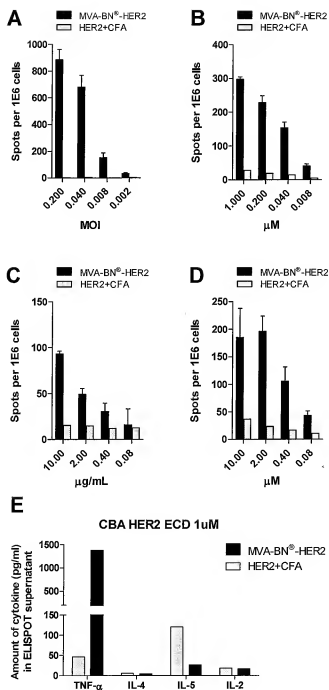 A
MVA-BN®-HER2
HER2+CFA
Spots per 1E6 cells
1000
800
600
400
200
0
0.200 0.040 0.008 0.002
MOI
B
MVA-BN®-HER2
HER2+CFA
Spots per 1E6 cells
400
300
200
100
0
1.000 0.200 0.040 0.008
µM
C
MVA-BN®-HER2
HER2+CFA
Spots per 1E6 cells
150
100
50
0
10.00 2.00 0.40 0.08
µg/mL
D
MVA-BN®-HER2
HER2+CFA
Spots per 1E6 cells
250
200
150
100
50
0
10.00 2.00 0.40 0.08
µM
E
CBA HER2 ECD 1uM
MVA-BN®-HER2
HER2+CFA
Amount of cytokine (pg/ml)
in ELISPOT supernatant
1500
1000
200
150
100
50
0
TNF-α IL-4 IL-5 IL-2